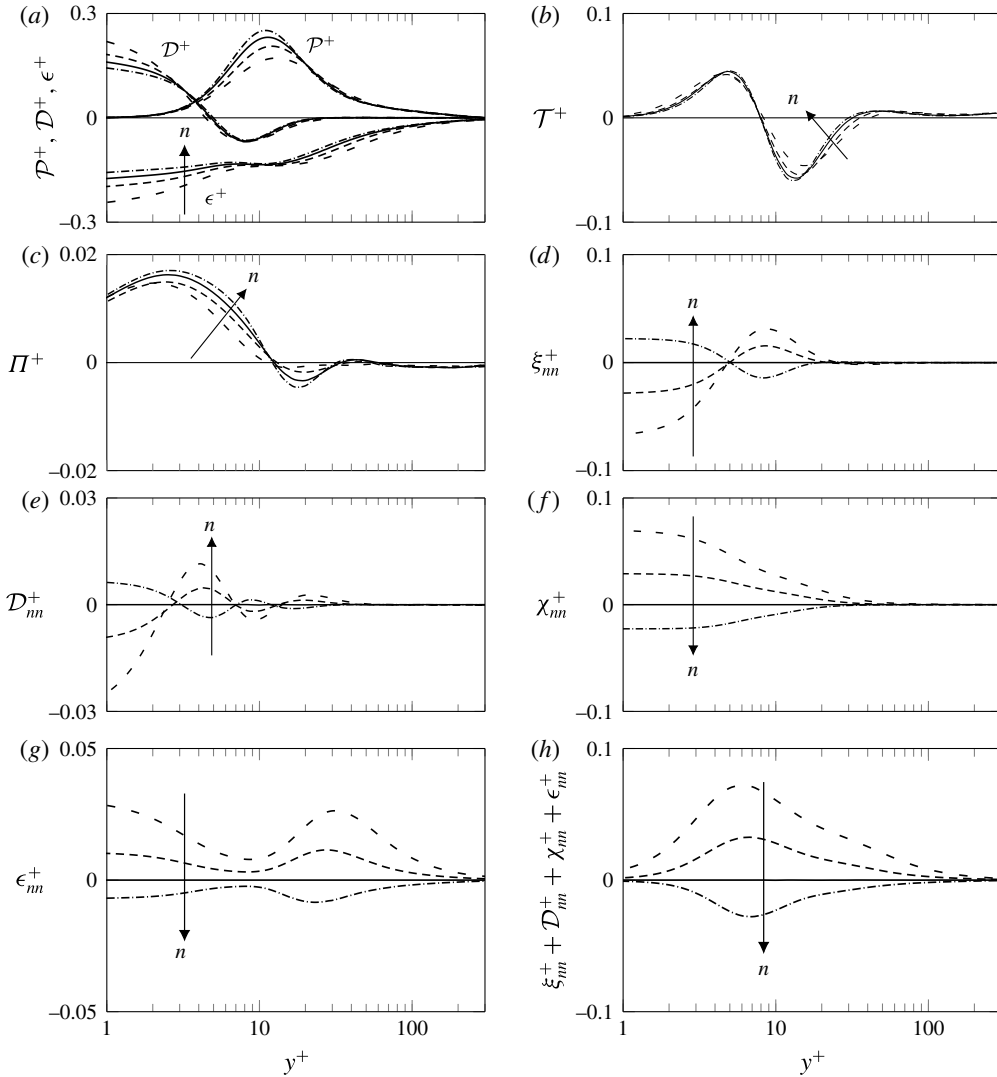 (a)
0.3
0
–0.3
𝒫⁺, 𝒟⁺, ϵ⁺
𝒟⁺
𝒫⁺
n
ϵ⁺
(b)
0.1
0
–0.1
𝒯⁺
n
(c)
0.02
0
–0.02
Π⁺
n
(d)
0.1
0
–0.1
ξ⁺ₙₙ
n
(e)
0.03
0
–0.03
𝒟⁺ₙₙ
n
(f)
0.1
0
–0.1
χ⁺ₙₙ
n
(g)
0.05
0
–0.05
ϵ⁺ₙₙ
n
1 10 100
y⁺
(h)
0.1
0
–0.1
ξ⁺ₙₙ + 𝒟⁺ₙₙ + χ⁺ₙₙ + ϵ⁺ₙₙ
n
1 10 100
y⁺